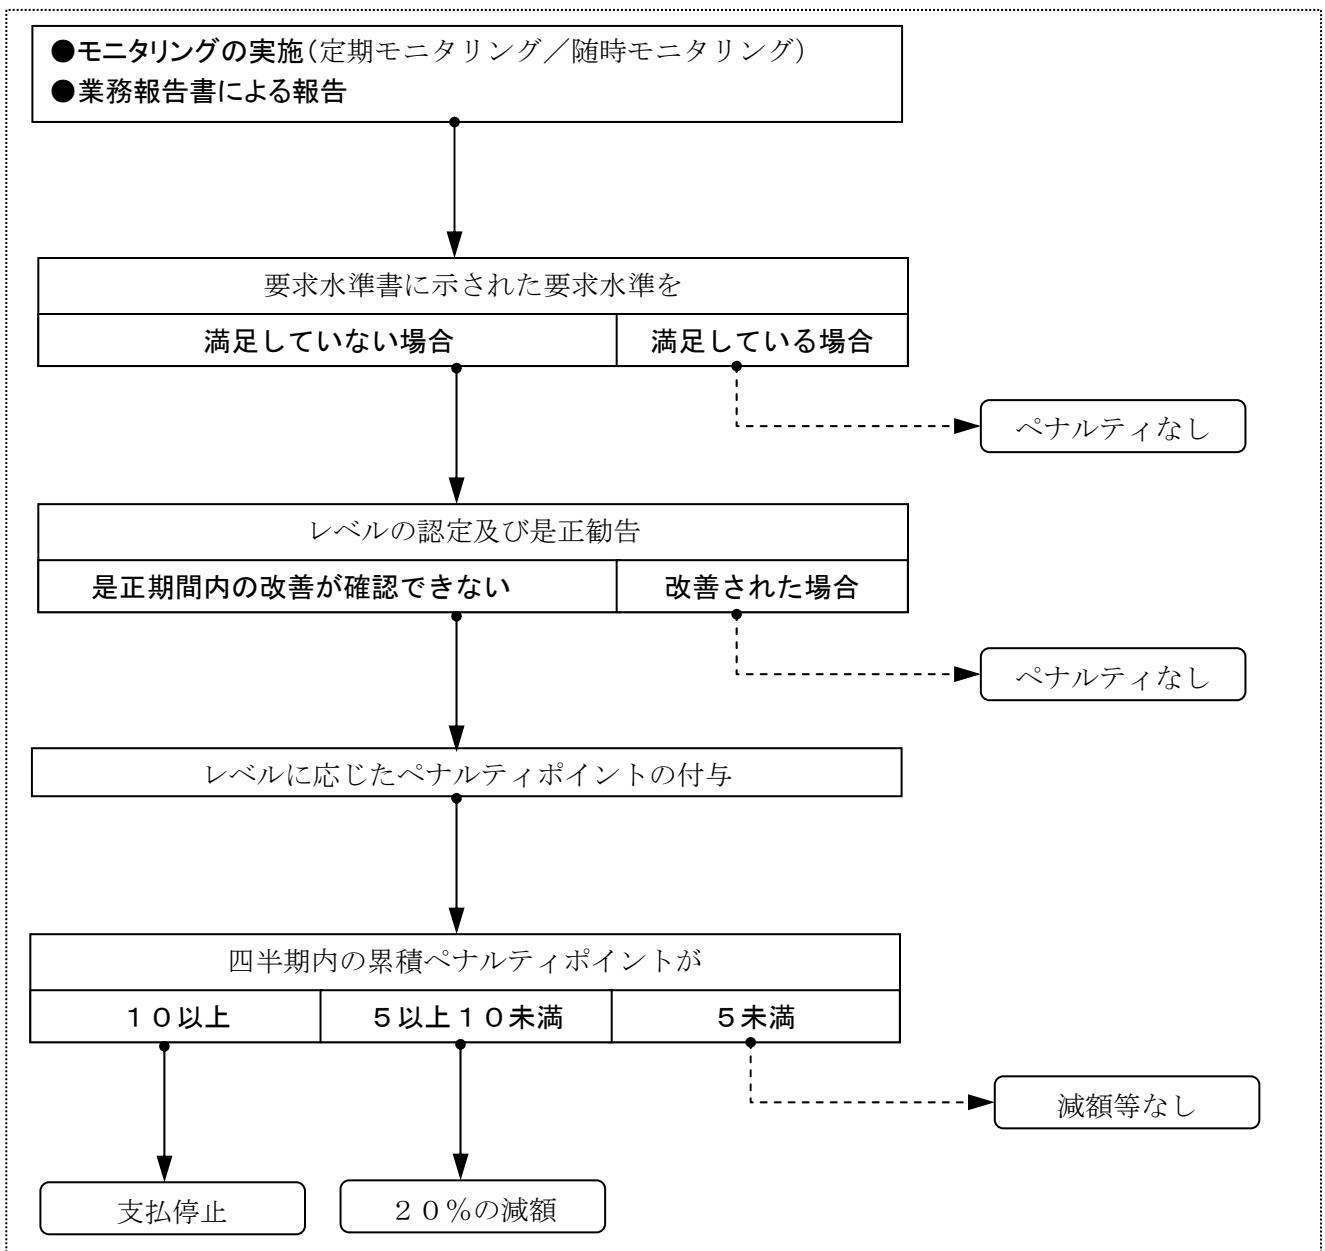 ●モニタリングの実施（定期モニタリング／随時モニタリング）
●業務報告書による報告
要求水準書に示された要求水準を
満足していない場合
満足している場合
ペナルティなし
レベルの認定及び是正勧告
是正期間内の改善が確認できない
改善された場合
ペナルティなし
レベルに応じたペナルティポイントの付与
四半期内の累積ペナルティポイントが
１０以上
５以上１０未満
５未満
減額等なし
支払停止
２０％の減額